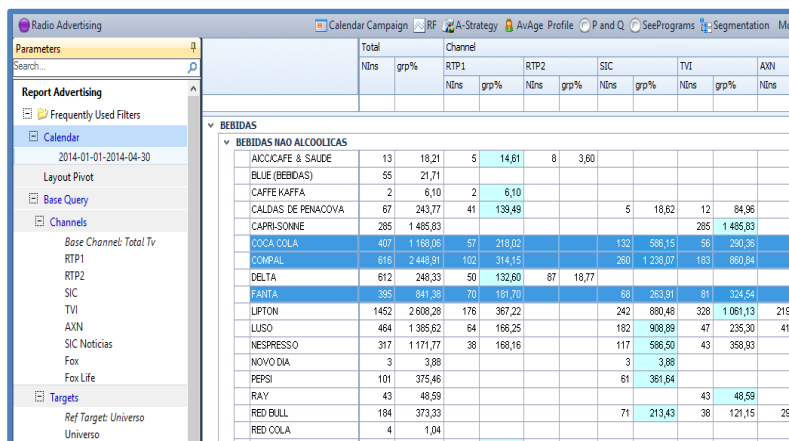 Radio Advertising Calendar Campaign RF A-Strategy AvAge Profile P and Q SeePrograms Segmentation
Parameters
Search...
Report Advertising
Frequently Used Filters
Calendar
2014-01-01-2014-04-30
Layout Pivot
Base Query
Channels
Base Channel: Total Tv
RTP1
RTP2
SIC
TVI
AXN
SIC Noticias
Fox
Fox Life
Targets
Ref Target: Universo
Universo
Total Channel
NIns grp% RTP1 RTP2 SIC TVI AXN
NIns grp% NIns grp% NIns grp% NIns grp% NIns
BEBIDAS
BEBIDAS NAO ALCOOLICAS
AICC/CAFE & SAUDE 13 18,21 5 14,61 8 3,60
BLUE (BEBIDAS) 55 21,71
CAFFE KAFFA 2 6,10 2 6,10
CALDAS DE PENACOVA 67 243,77 41 139,49 5 18,62 12 84,96
CAPRI-SONNE 285 1 485,83 285 1 485,83
COCA COLA 407 1 168,06 57 218,02 132 586,15 56 290,36
COMPAL 616 2 448,91 102 314,15 260 1 238,07 183 860,84
DELTA 612 248,33 50 132,60 87 18,77
FANTA 395 841,38 70 181,70 68 263,91 81 324,54
LIPTON 1452 2 608,28 176 367,22 242 880,48 328 1 061,13 219
LUSO 464 1 385,62 64 166,25 182 908,89 47 235,30 41
NESPRESSO 317 1 171,77 38 168,16 117 586,50 43 358,93
NOVO DIA 3 3,88 3 3,88
PEPSI 101 375,46 61 361,64
RAY 43 48,59 43 48,59
RED BULL 184 373,33 71 213,43 38 121,15 29
RED COLA 4 1,04